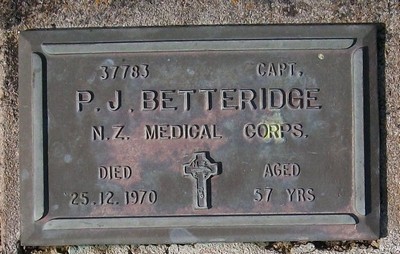 37783 CAPT.
P. J. BETTERIDGE
N.Z. MEDICAL CORPS.
DIED AGED
25.12.1970 57 YRS